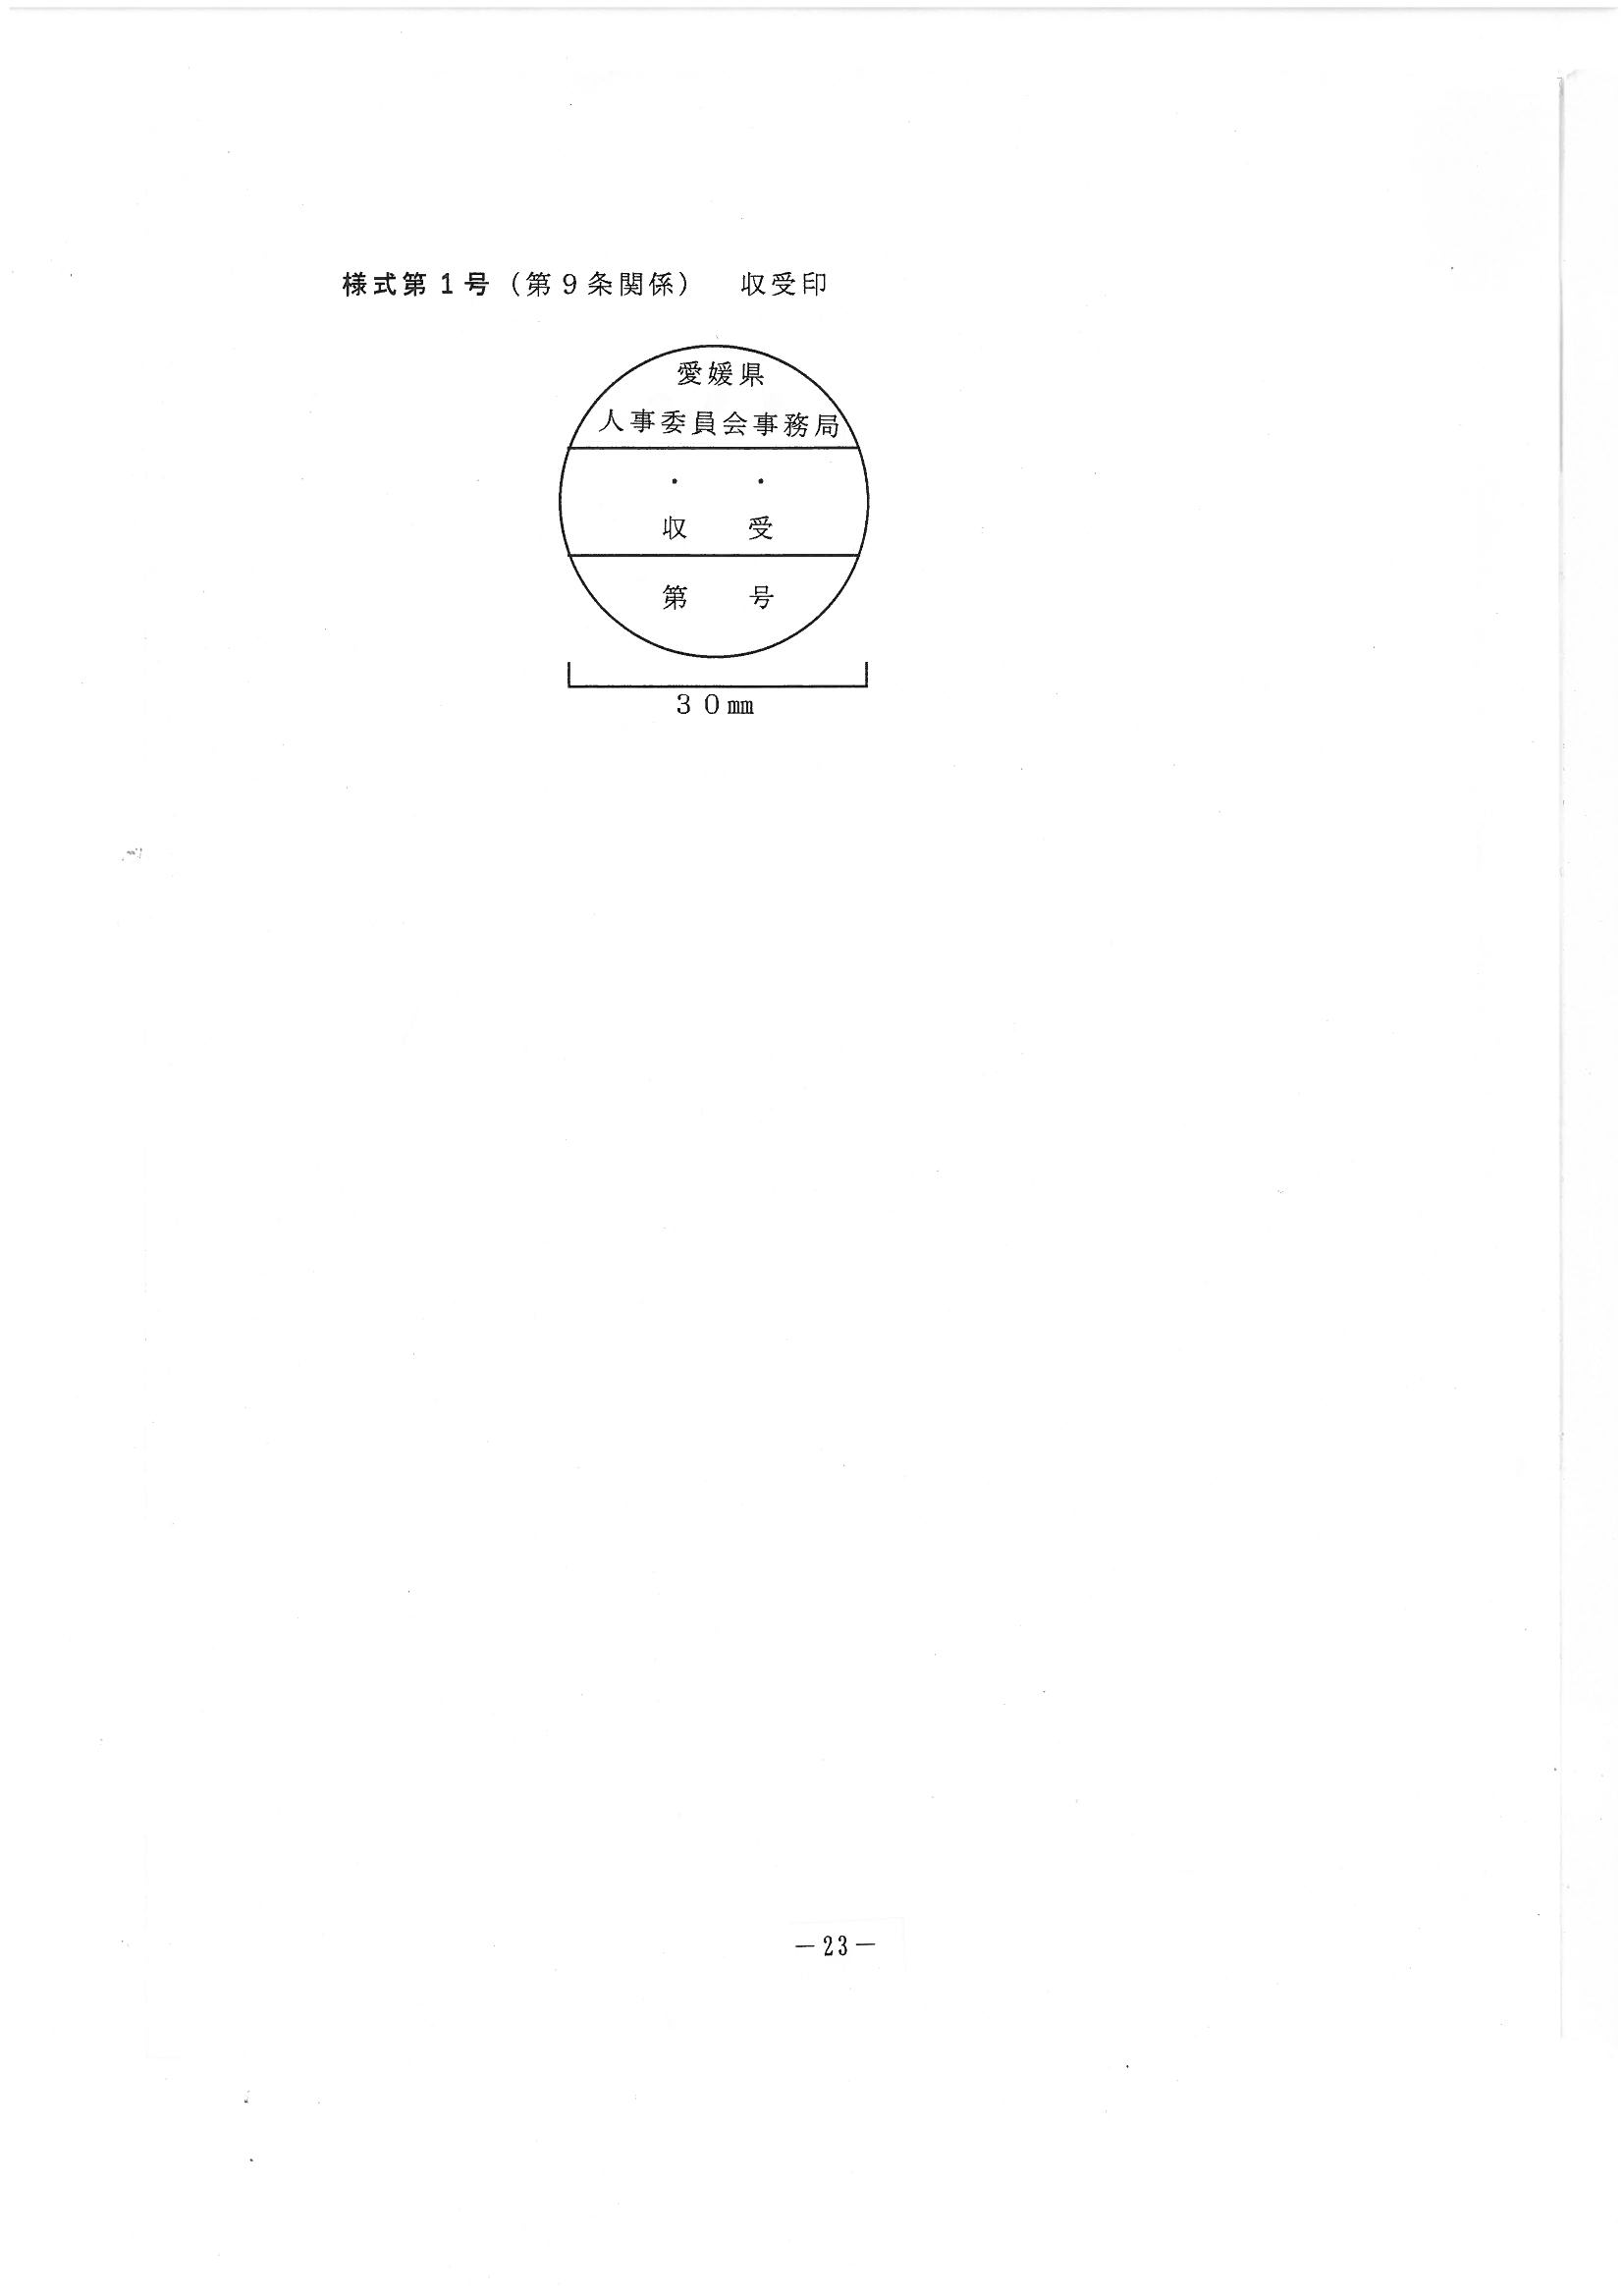 様式第１号（第９条関係）　収受印
愛媛県
人事委員会事務局
・　・
収　受
第　号
３０㎜
－23－